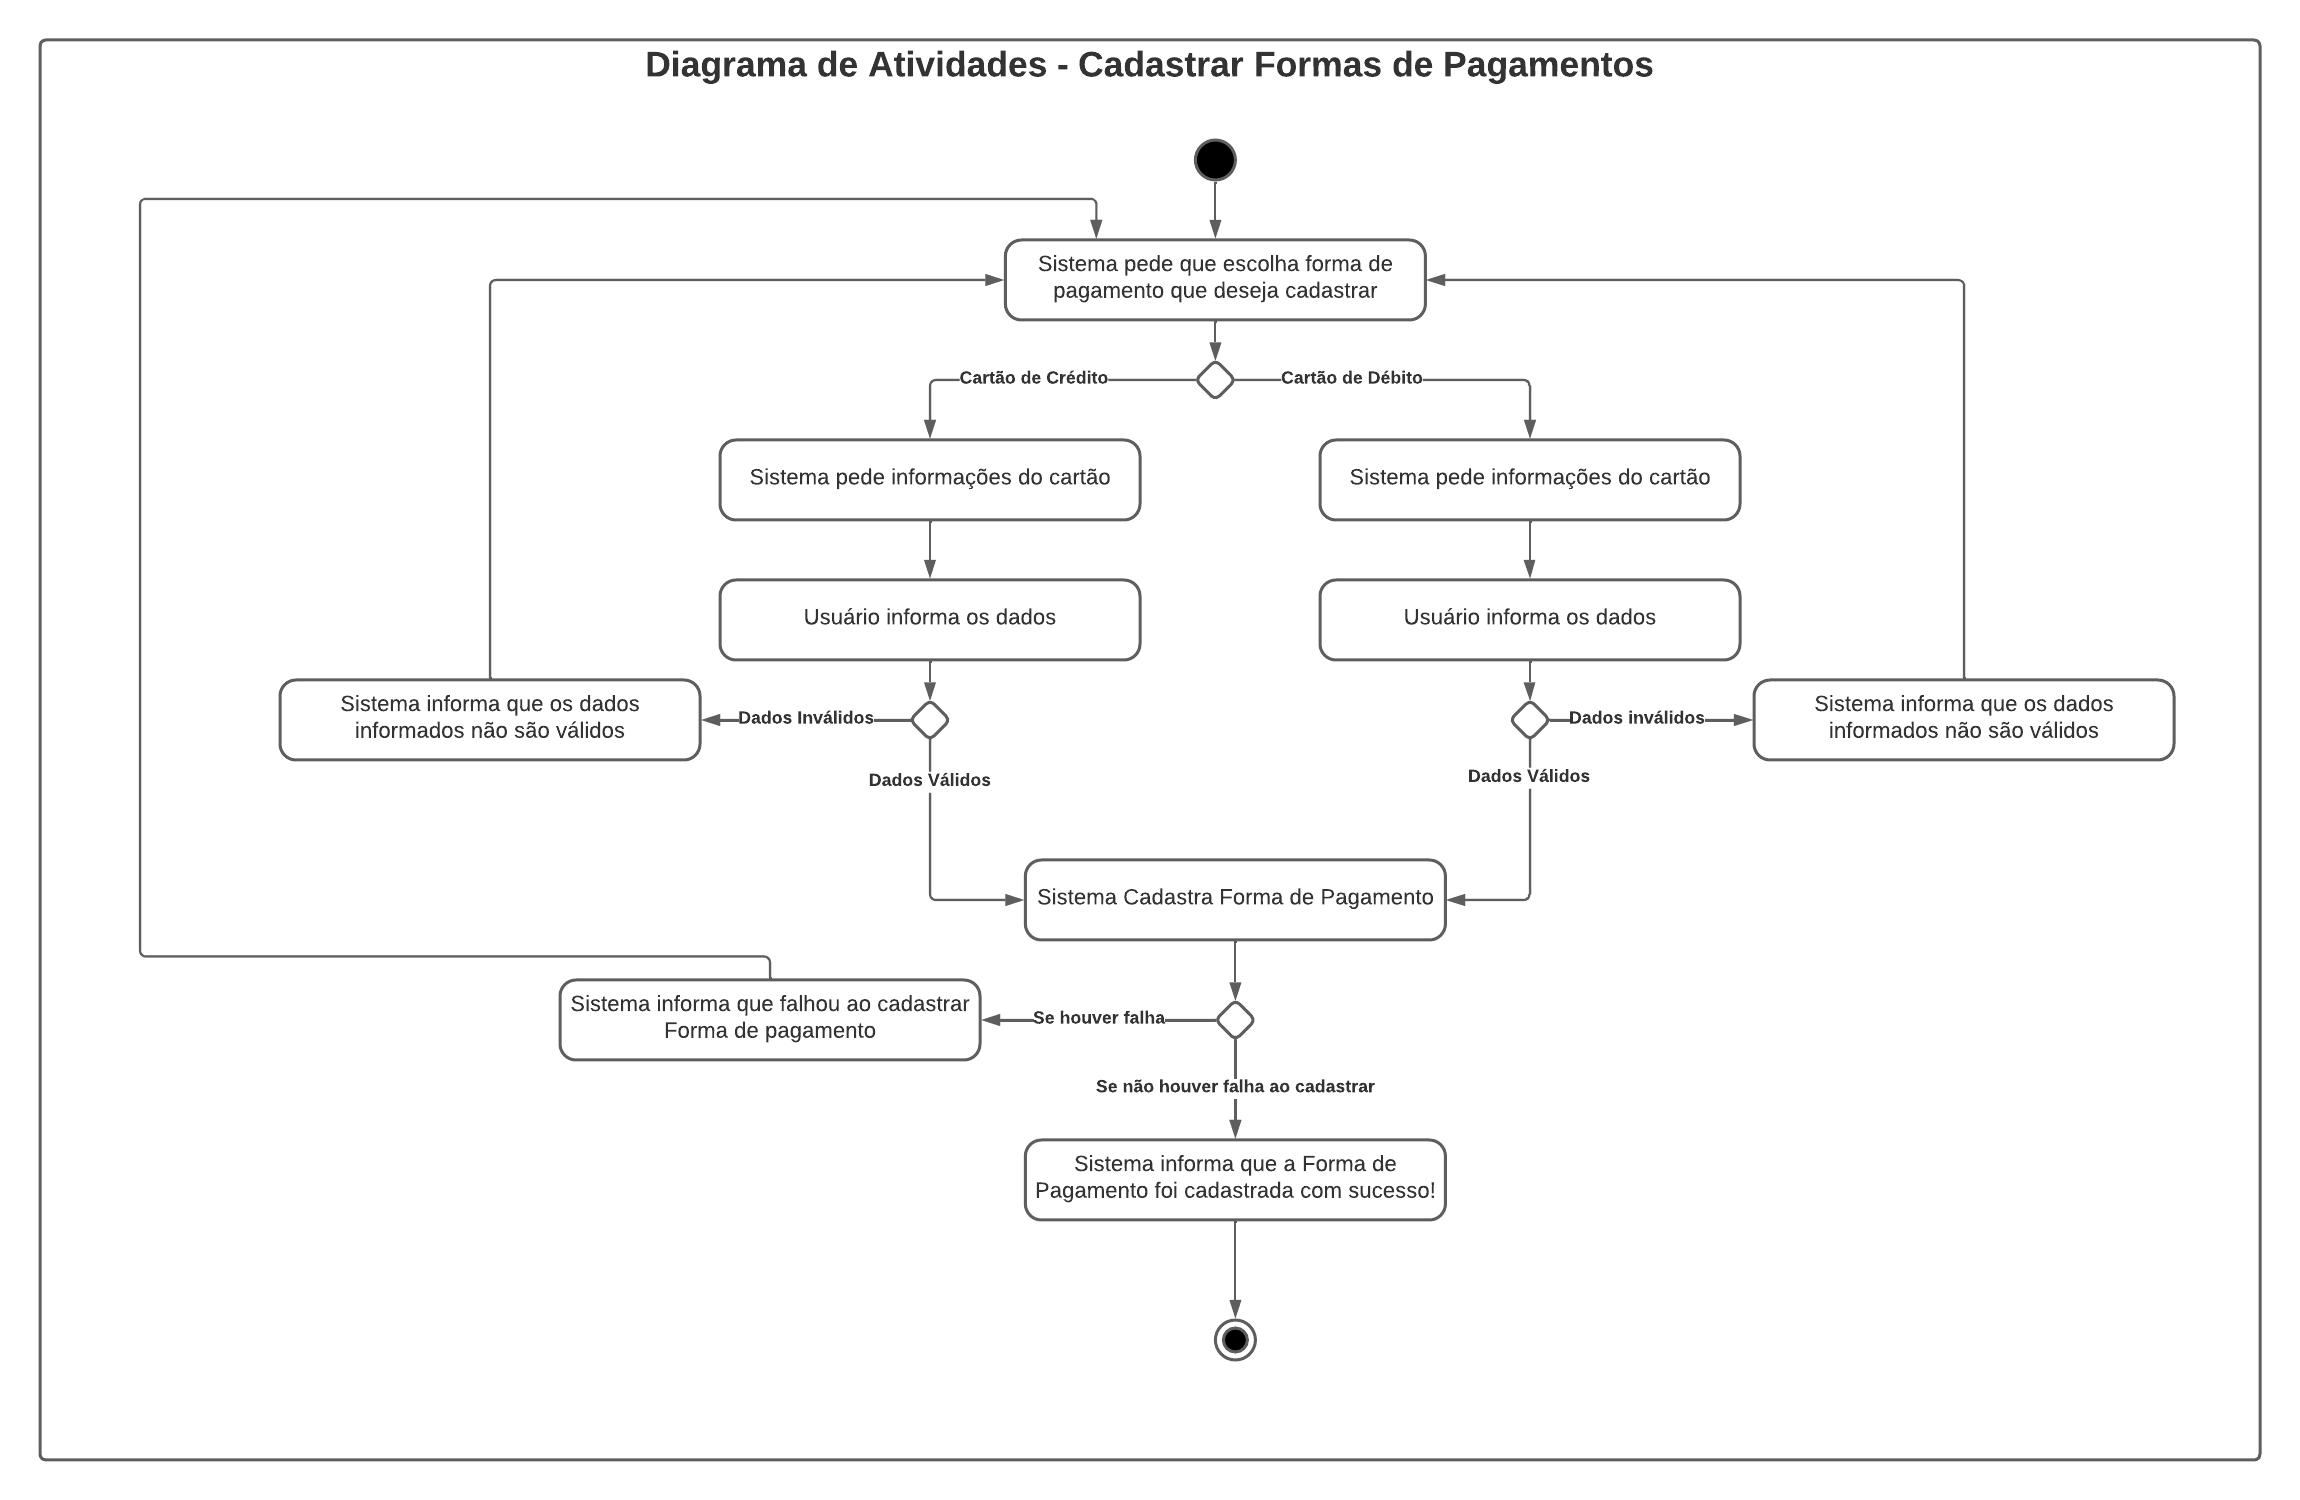 Diagrama de Atividades - Cadastrar Formas de Pagamentos
Sistema pede que escolha forma de
pagamento que deseja cadastrar
Cartão de Crédito
Cartão de Débito
Sistema pede informações do cartão
Sistema pede informações do cartão
Usuário informa os dados
Usuário informa os dados
Sistema informa que os dados
informados não são válidos
Dados Inválidos
Dados inválidos
Sistema informa que os dados
informados não são válidos
Dados Válidos
Dados Válidos
Sistema Cadastra Forma de Pagamento
Sistema informa que falhou ao cadastrar
Forma de pagamento
Se houver falha
Se não houver falha ao cadastrar
Sistema informa que a Forma de
Pagamento foi cadastrada com sucesso!